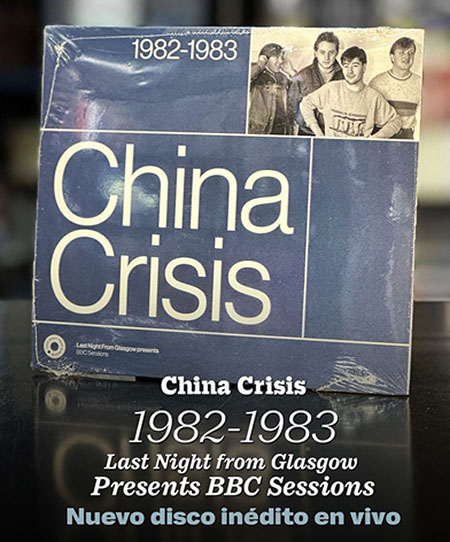 1982-1983
China
Crisis
Last Night From Glasgow presents
BBC Sessions
China Crisis
1982-1983
Last Night from Glasgow
Presents BBC Sessions
Nuevo disco inédito en vivo